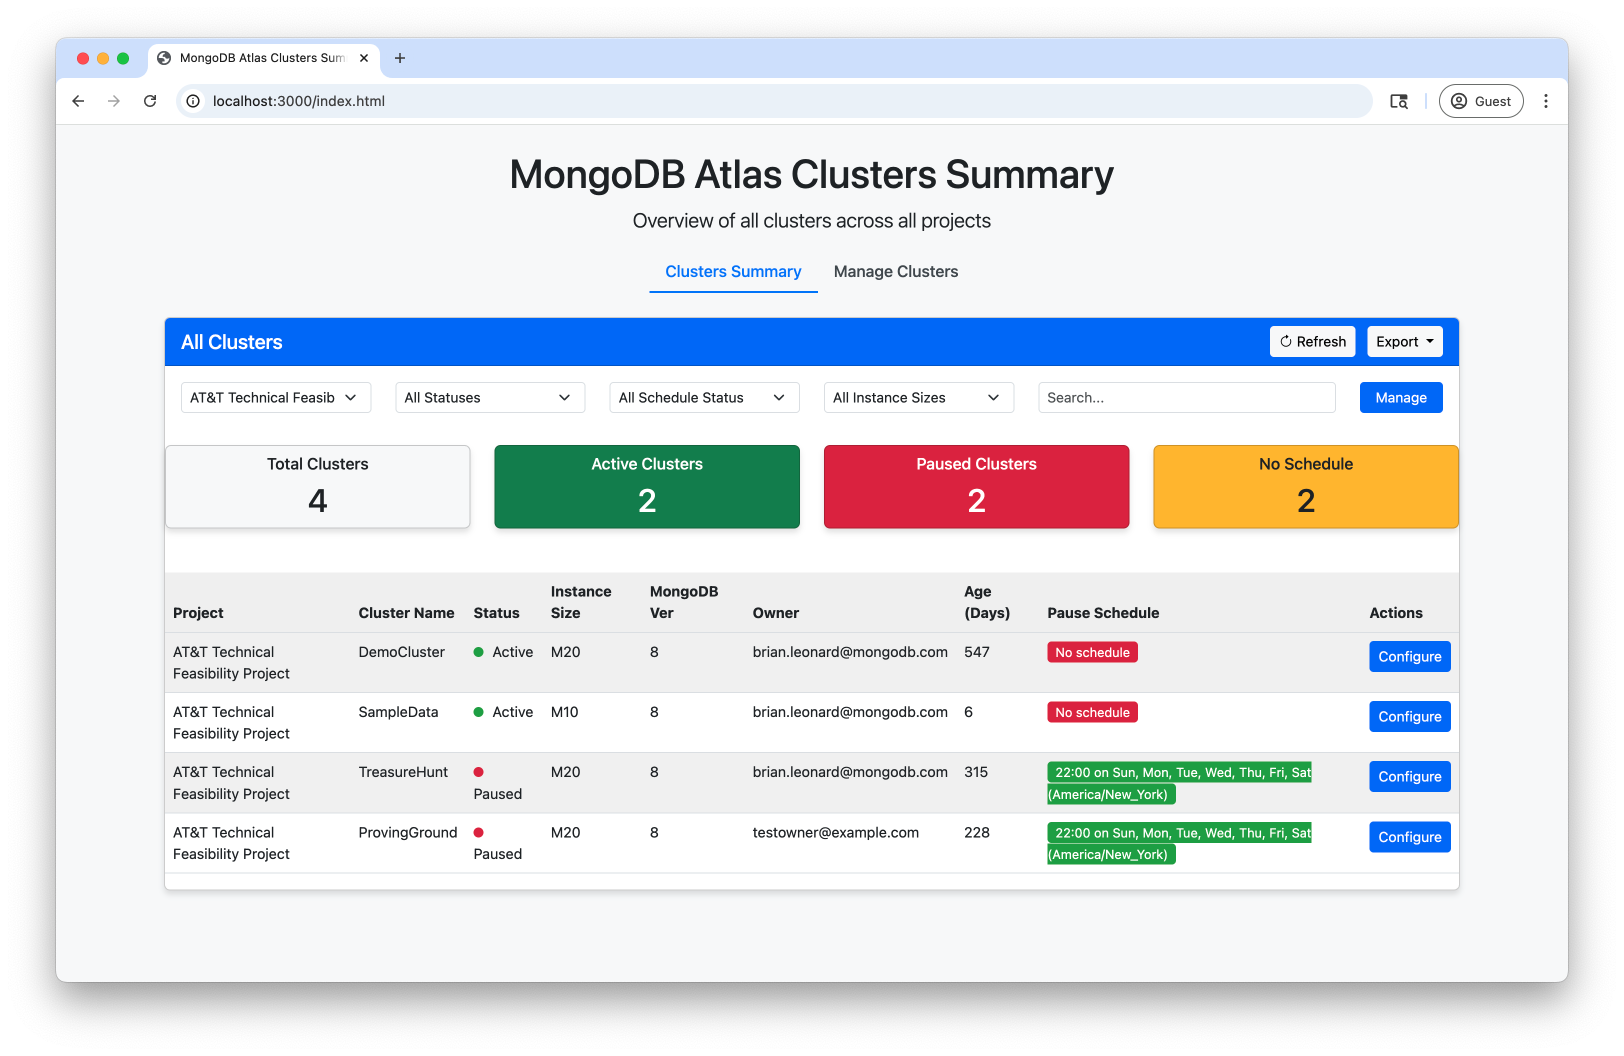 MongoDB Atlas Clusters Sum
localhost:3000/index.html
Guest
MongoDB Atlas Clusters Summary
Overview of all clusters across all projects
Clusters Summary
Manage Clusters
All Clusters
Refresh
Export
AT&T Technical Feasib
All Statuses
All Schedule Status
All Instance Sizes
Search...
Manage
Total Clusters
4
Active Clusters
2
Paused Clusters
2
No Schedule
2
Project
Cluster Name
Status
Instance
Size
MongoDB
Ver
Owner
Age
(Days)
Pause Schedule
Actions
AT&T Technical
Feasibility Project
DemoCluster
Active
M20
8
brian.leonard@mongodb.com
547
No schedule
Configure
AT&T Technical
Feasibility Project
SampleData
Active
M10
8
brian.leonard@mongodb.com
6
No schedule
Configure
AT&T Technical
Feasibility Project
TreasureHunt
Paused
M20
8
brian.leonard@mongodb.com
315
22:00 on Sun, Mon, Tue, Wed, Thu, Fri, Sat
(America/New_York)
Configure
AT&T Technical
Feasibility Project
ProvingGround
Paused
M20
8
testowner@example.com
228
22:00 on Sun, Mon, Tue, Wed, Thu, Fri, Sat
(America/New_York)
Configure